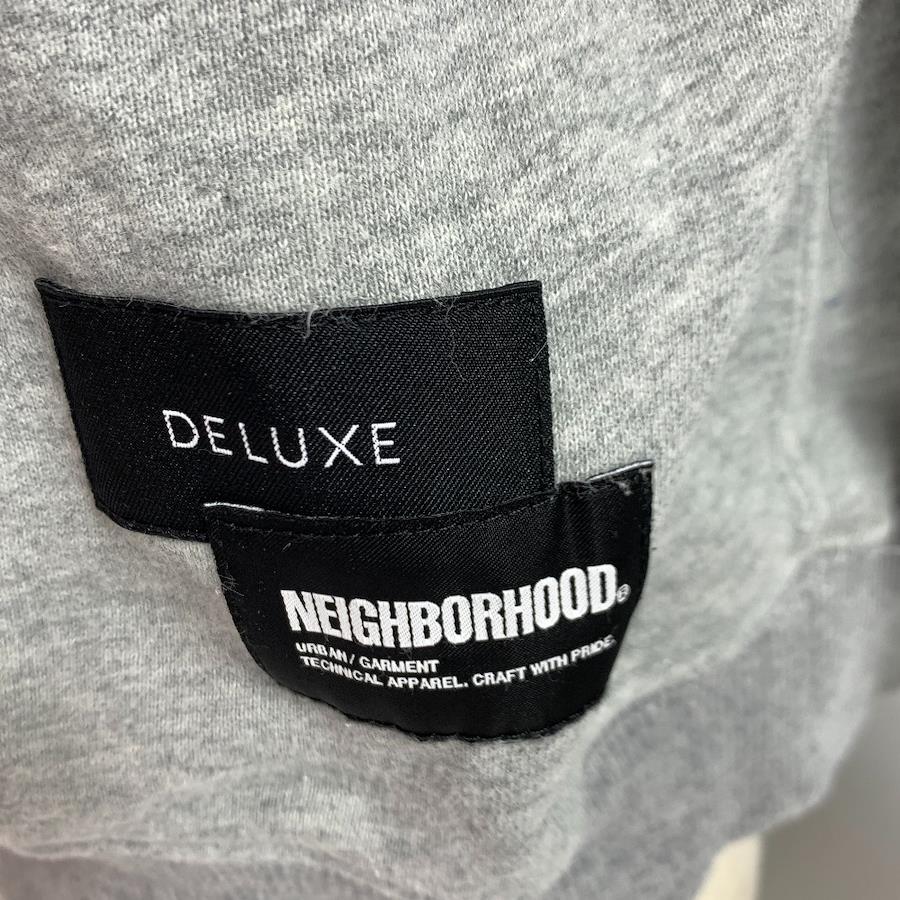 DELUXE
NEIGHBORHOOD®
URBAN / GARMENT
TECHNICAL APPAREL. CRAFT WITH PRIDE.